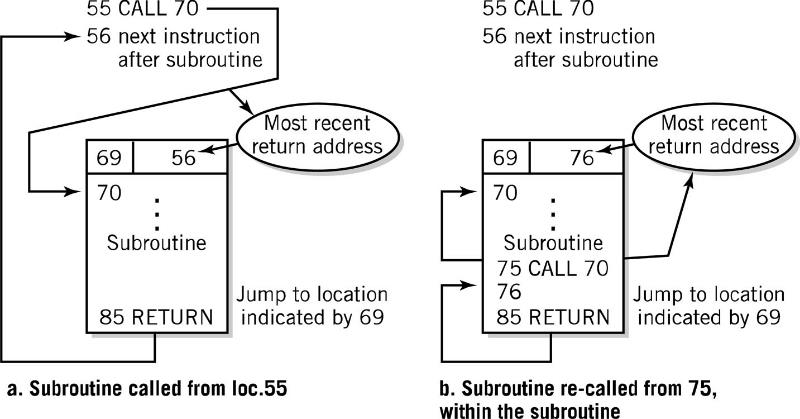 55 CALL 70
56 next instruction
after subroutine
Most recent
return address
69 56
70
Subroutine
85 RETURN
Jump to location
indicated by 69
a. Subroutine called from loc.55
55 CALL 70
56 next instruction
after subroutine
Most recent
return address
69 76
70
Subroutine
75 CALL 70
76
85 RETURN
Jump to location
indicated by 69
b. Subroutine re-called from 75,
within the subroutine